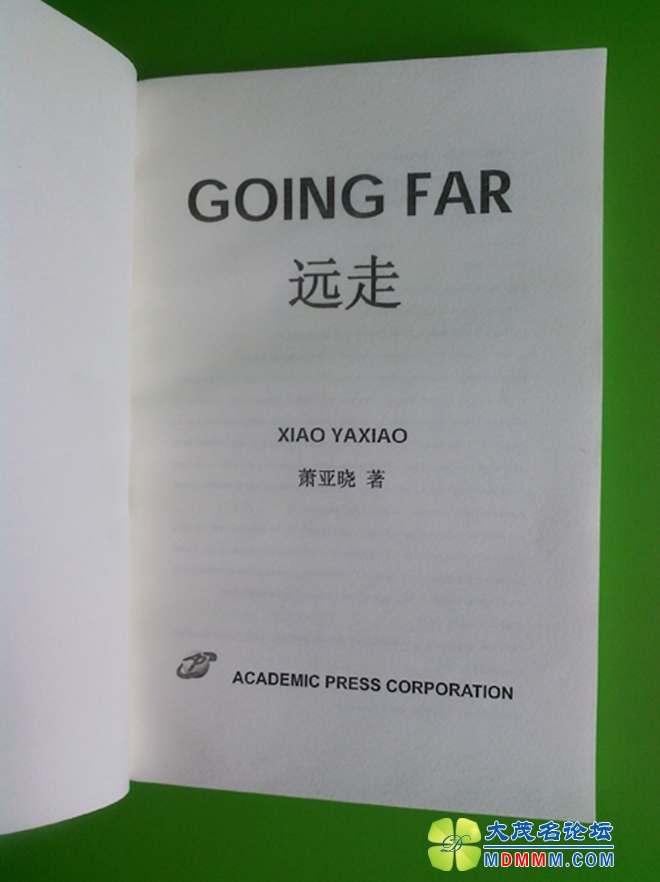 GOING FAR
远走
XIAO YAXIAO
萧亚晓 著
ACADEMIC PRESS CORPORATION
大茂名论坛
MDMMM.COM